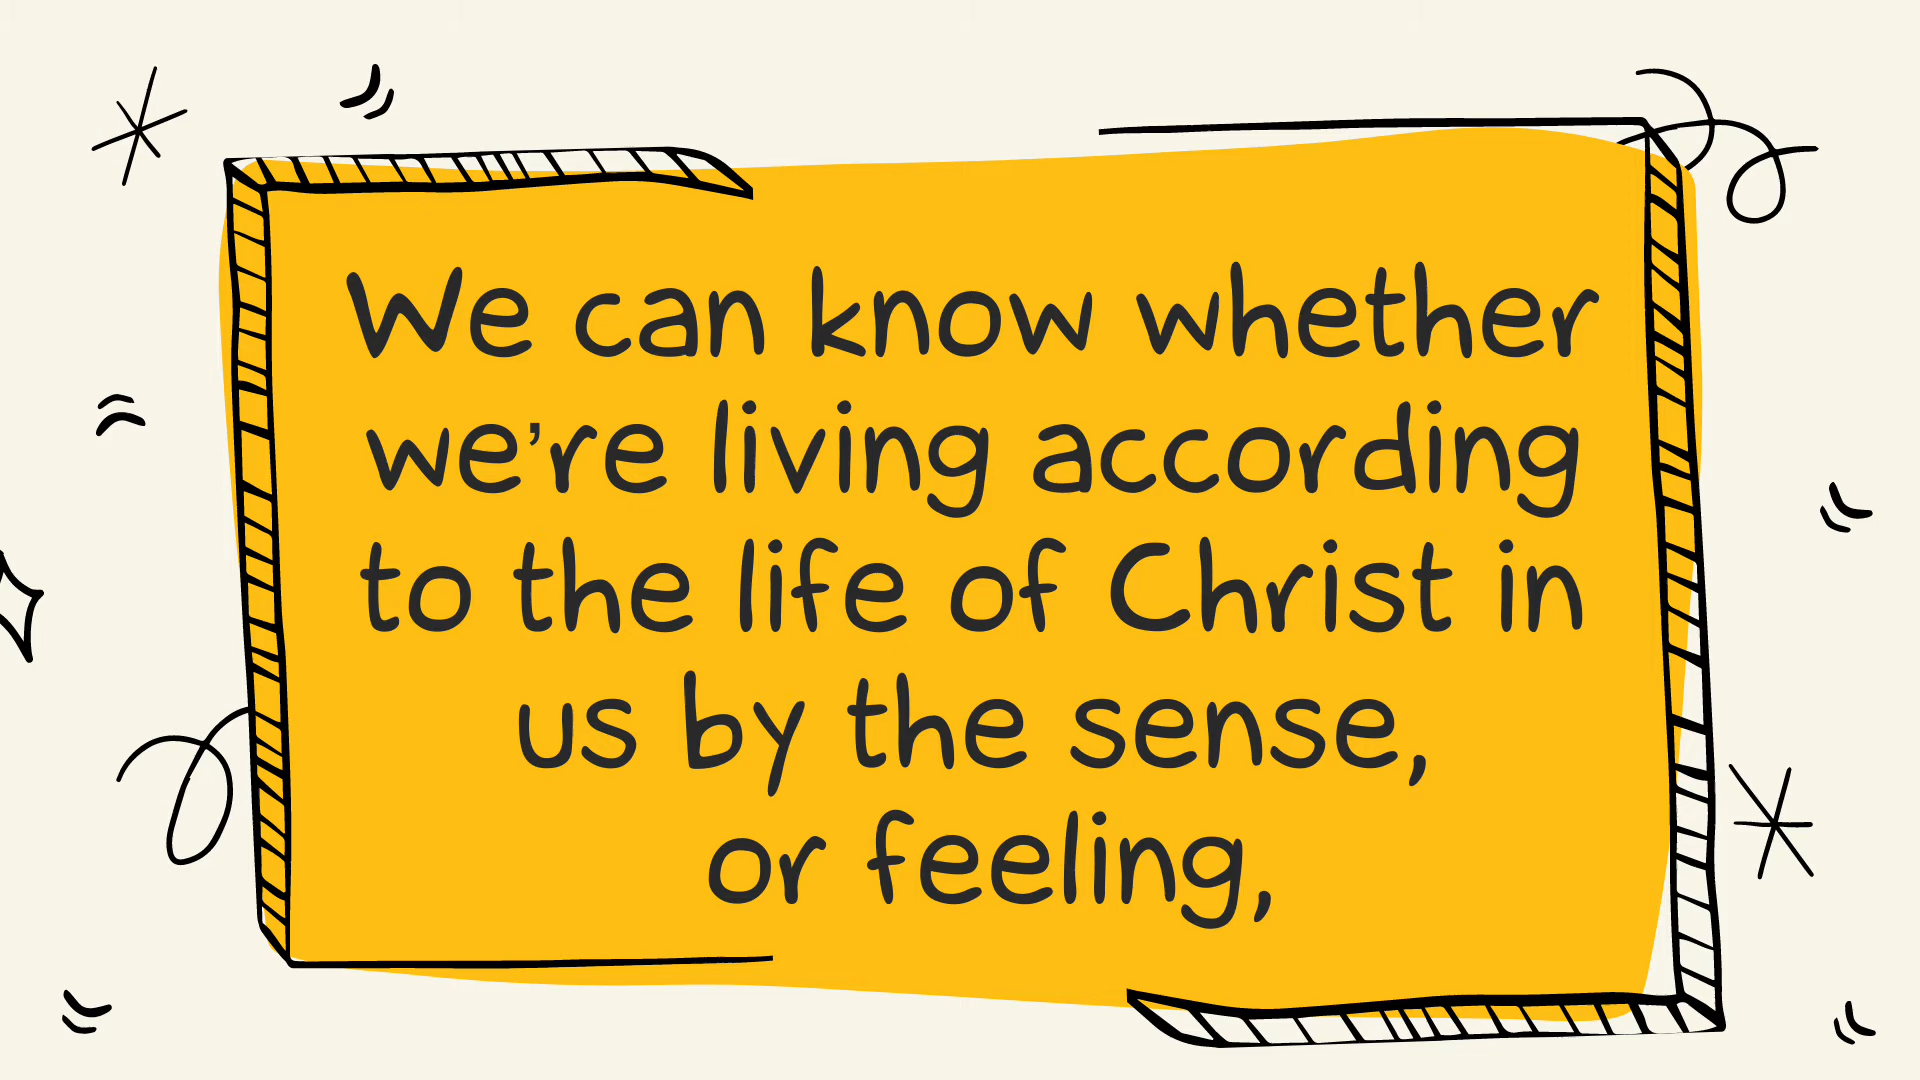 We can know whether
we're living according
to the life of Christ in
us by the sense,
or feeling,